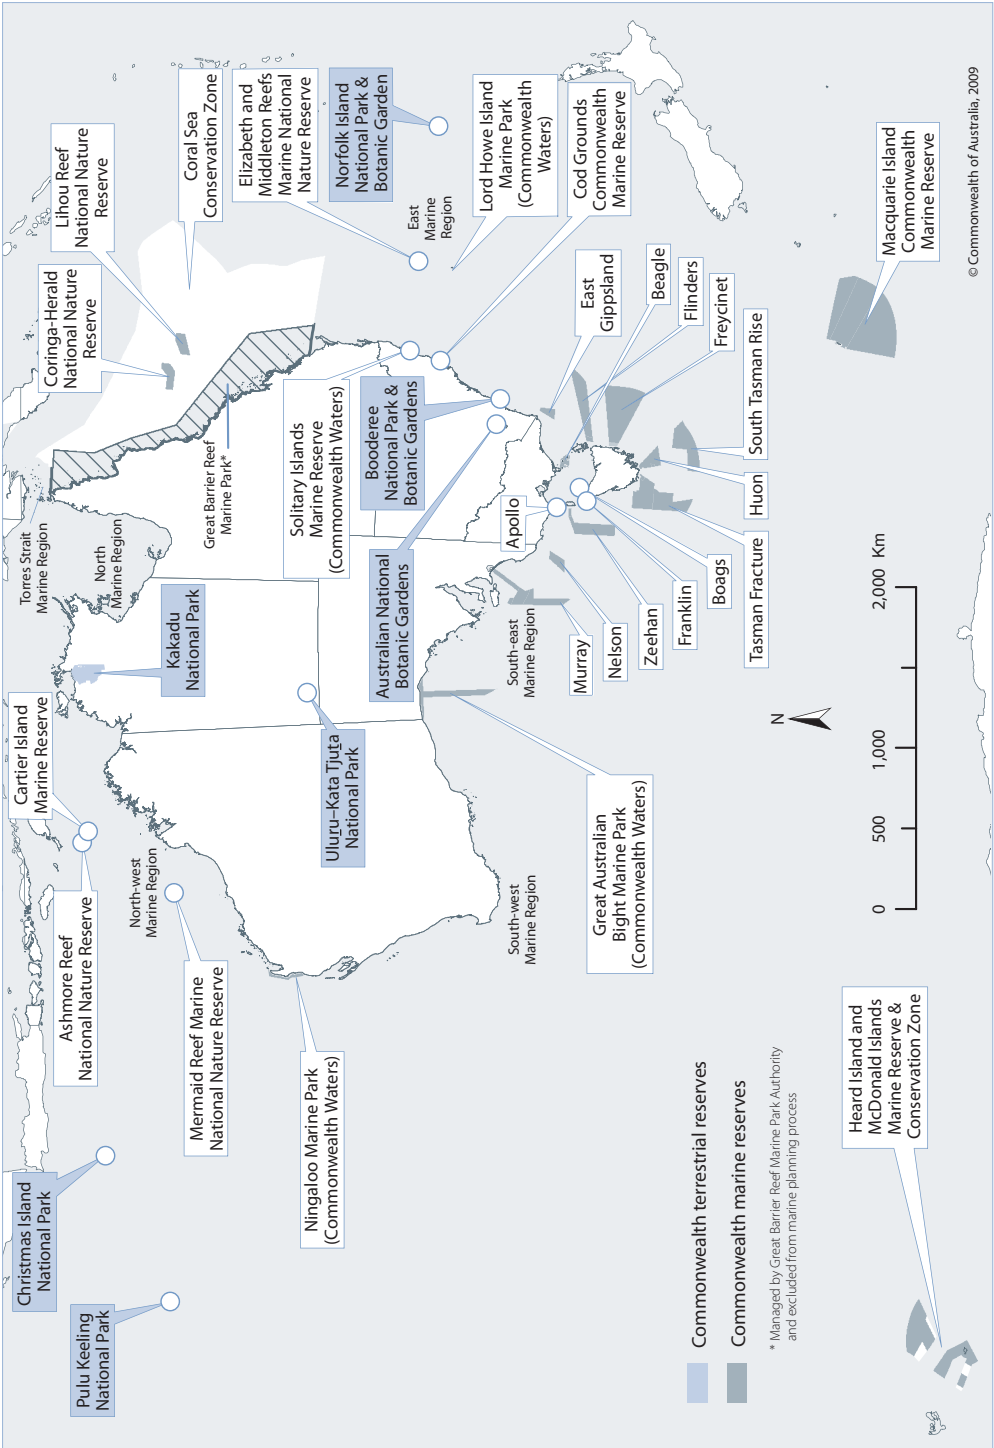 Pulu Keeling
National Park
Christmas Island
National Park
Ashmore Reef
National Nature Reserve
Cartier Island
Marine Reserve
Mermaid Reef Marine
National Nature Reserve
North-west
Marine Region
Ningaloo Marine Park
(Commonwealth Waters)
Kakadu
National Park
Torres Strait
Marine Region
North
Marine Region
Great Barrier Reef
Marine Park*
Coringa-Herald
National Nature
Reserve
Lihou Reef
National Nature
Reserve
Coral Sea
Conservation Zone
Elizabeth and
Middleton Reefs
Marine National
Nature Reserve
Norfolk Island
National Park &
Botanic Garden
East
Marine
Region
Lord Howe Island
Marine Park
(Commonwealth
Waters)
Cod Grounds
Commonwealth
Marine Reserve
Solitary Islands
Marine Reserve
(Commonwealth Waters)
Booderee
National Park &
Botanic Gardens
Australian National
Botanic Gardens
Uluru–Kata Tjuta
National Park
South-west
Marine Region
Great Australian
Bight Marine Park
(Commonwealth Waters)
South-east
Marine Region
Murray
Nelson
Zeehan
Franklin
Boags
Tasman Fracture
Apollo
Huon
South Tasman Rise
Freycinet
Flinders
Beagle
East
Gippsland
Macquarie Island
Commonwealth
Marine Reserve
Heard Island and
McDonald Islands
Marine Reserve &
Conservation Zone
N
0 500 1,000 2,000 Km
Commonwealth terrestrial reserves
Commonwealth marine reserves
* Managed by Great Barrier Reef Marine Park Authority
and excluded from marine planning process
© Commonwealth of Australia, 2009